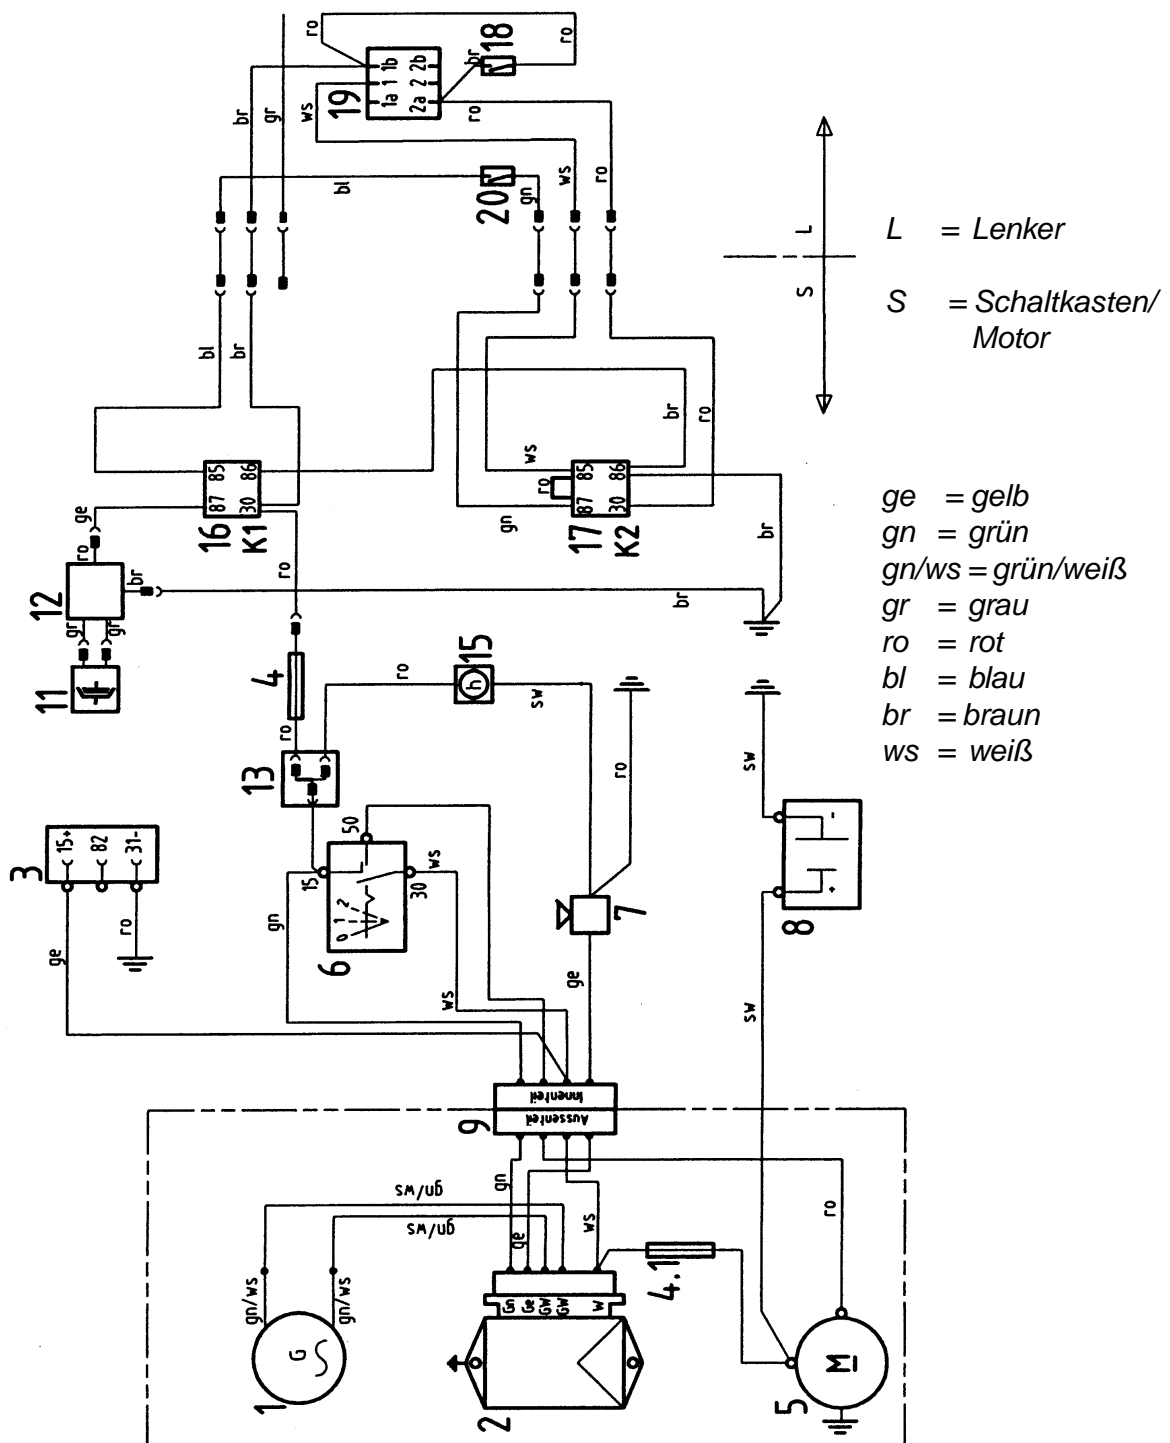 ro
br
gr
ws
19
1a 1 1b
2a 2 2b
ro
br
18
ro
bl
20
gn
ws
ro
L
S
L = Lenker
S = Schaltkasten/
Motor
bl
br
ge
ro
br
12
gr
gr
11
87 85
30 86
16
K1
ro
4
ro
13
gn
ws
ro
87 85
30 86
17
K2
br
ro
br
br
ge = gelb
gn = grün
gn/ws = grün/weiß
gr = grau
ro = rot
bl = blau
br = braun
ws = weiß
ro
h
15
sw
ro
sw
3
15+
82
31-
ge
ro
gn
15
50
30
ws
0 1 2
6
ws
7
ge
+
-
8
sw
9
Innenteil
Aussenteil
gn/ws
gn/ws
gn
ge
ws
gn/ws
gn/ws
G
1
Gn
Ge
GW
GW
W
2
4.1
ro
M
5